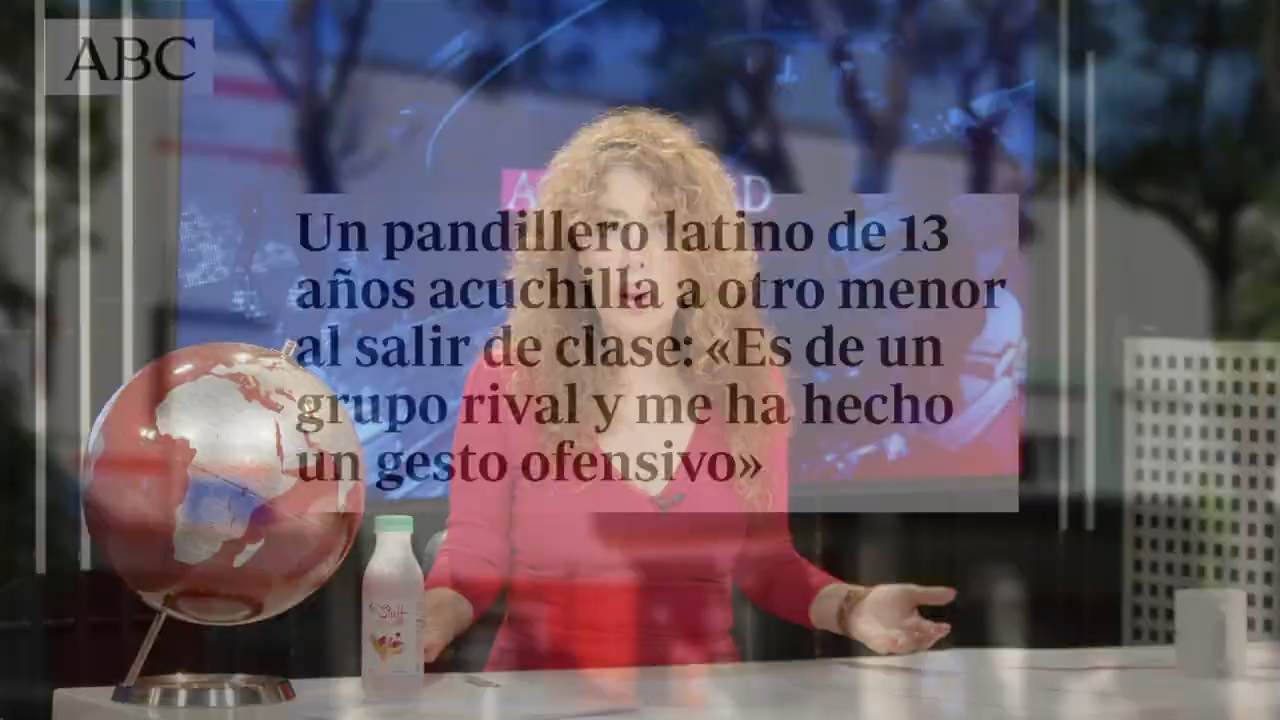 ABC
Un pandillero latino de 13
años acuchilla a otro menor
al salir de clase: «Es de un
grupo rival y me ha hecho
un gesto ofensivo»